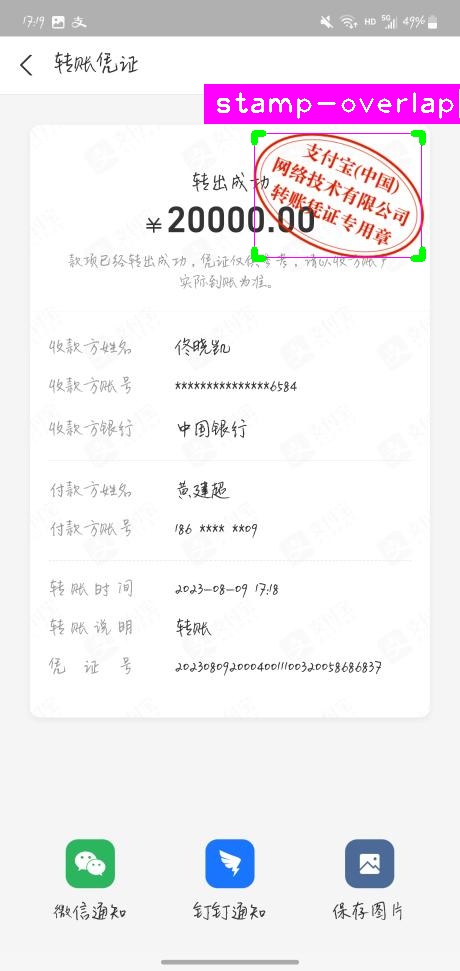 17:19 支 HD 5G 49%
转账凭证
stamp-overlap
支付宝(中国)
网络技术有限公司
转账凭证专用章
转出成功
¥20000.00
款项已经转出成功，凭证仅供参考，请以收方账户
实际到账为准。
收款方姓名 佟晓凯
收款方账号 ***************6584
收款方银行 中国银行
付款方姓名 黄建超
付款方账号 186 **** **09
转账时间 2023-08-09 17:18
转账说明 转账
凭证号 20230809200040011100320058686837
微信通知 钉钉通知 保存图片